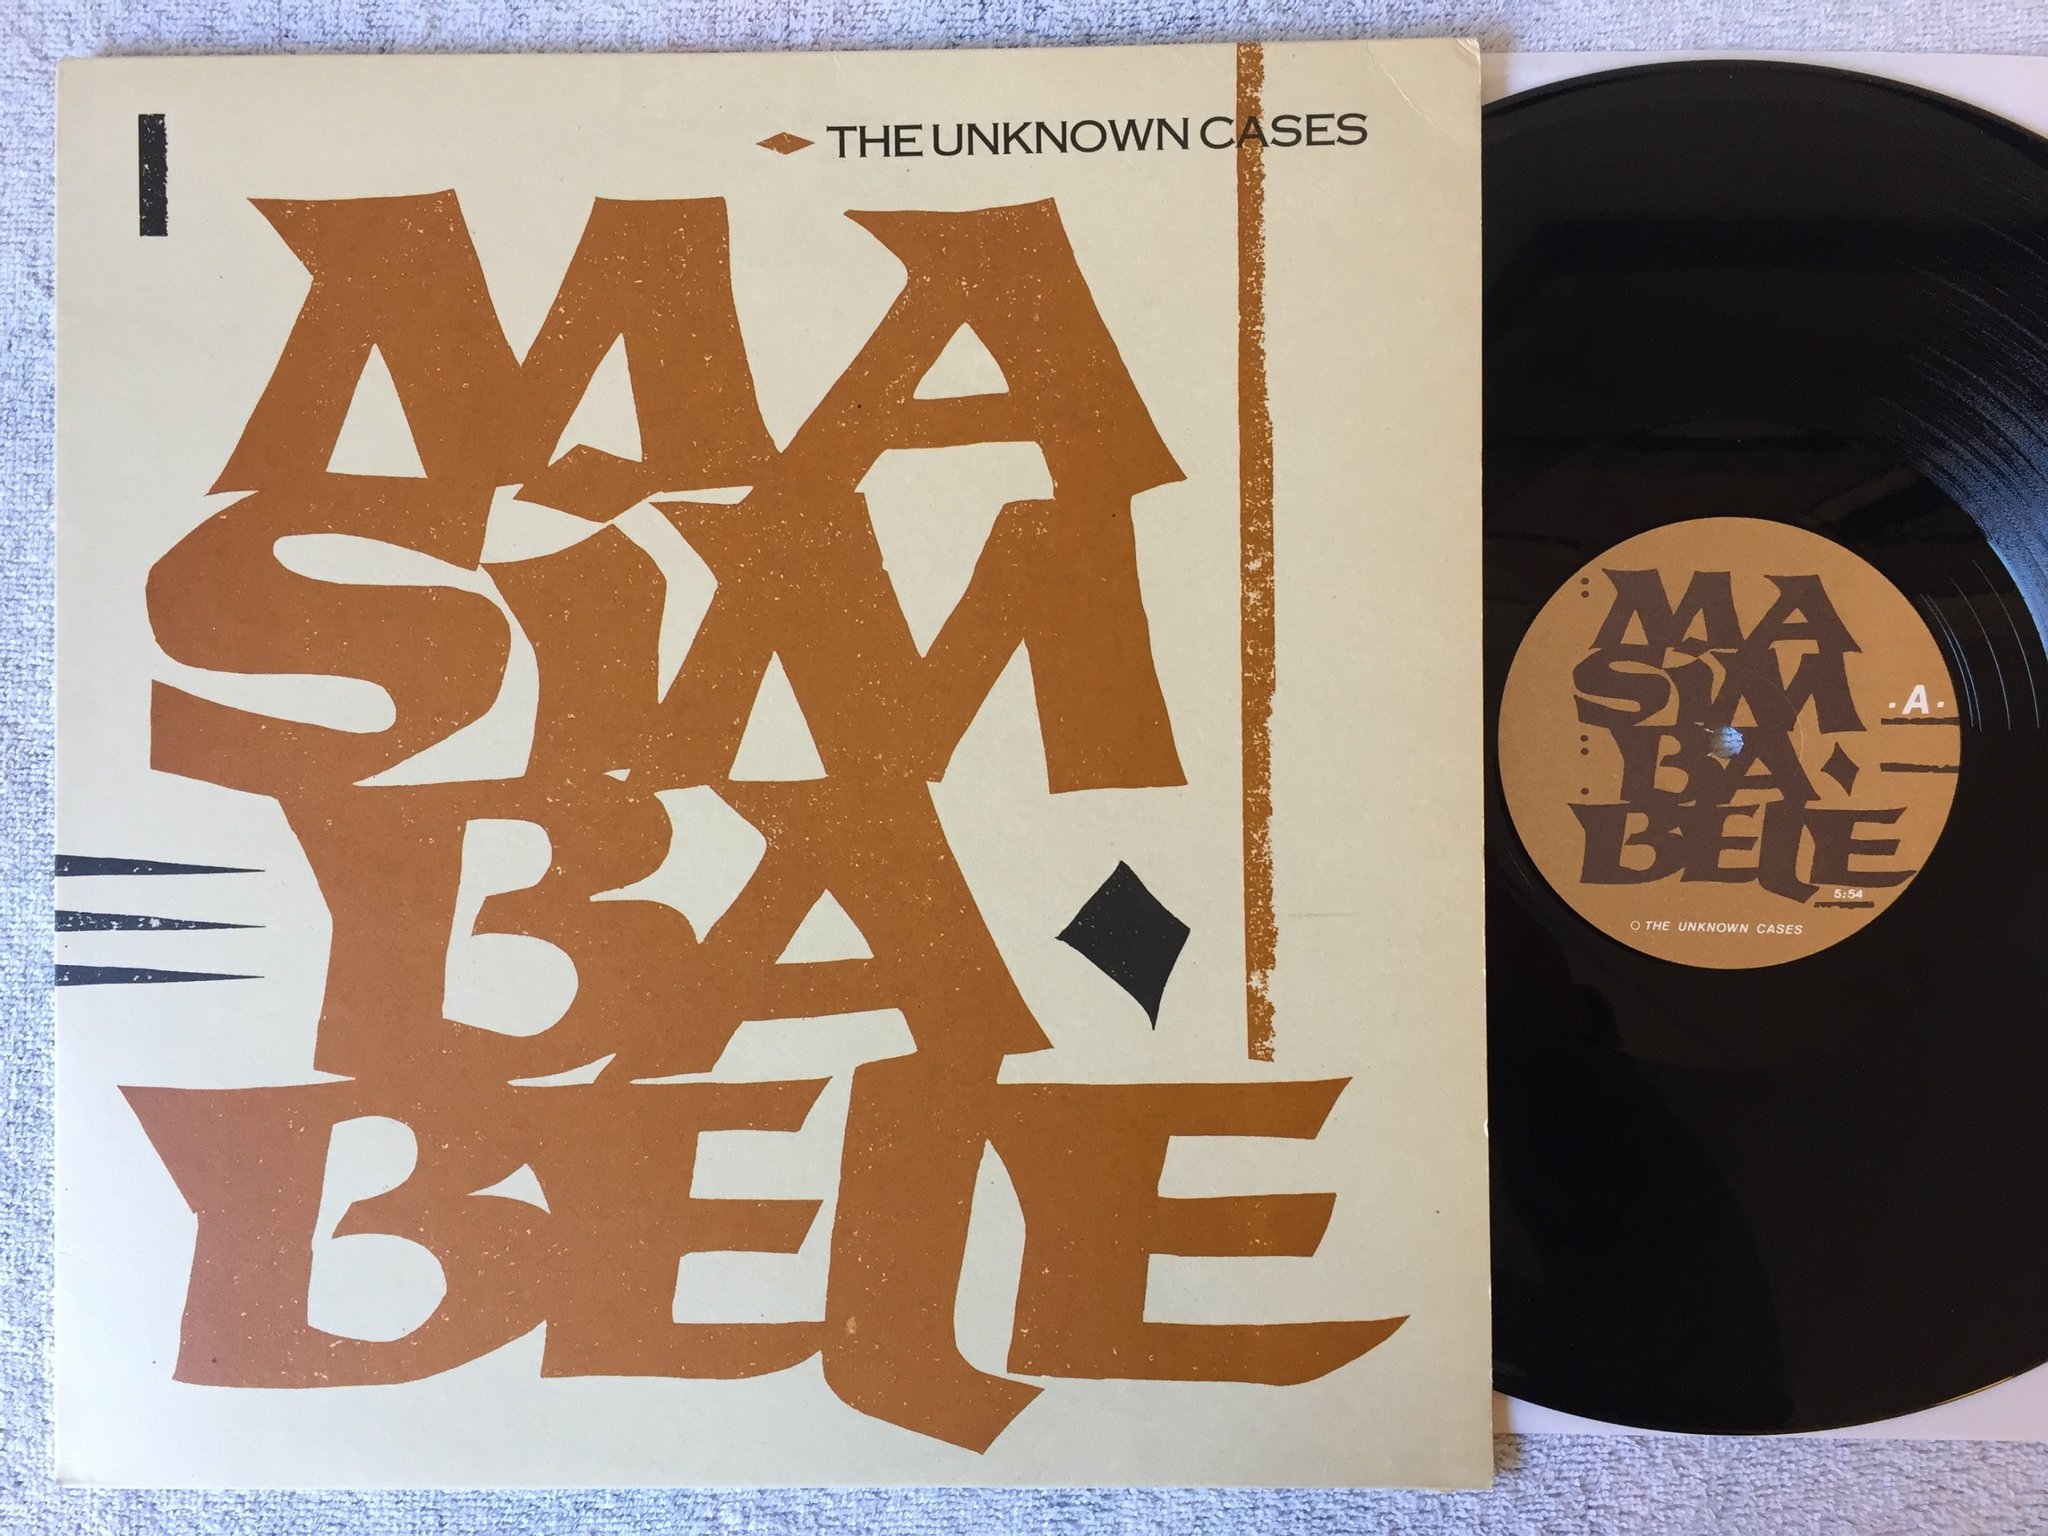 THE UNKNOWN CASES
MA
SiM
BA
BElE
MA
SiM
·A·
BA
BElE
5:54
THE UNKNOWN CASES